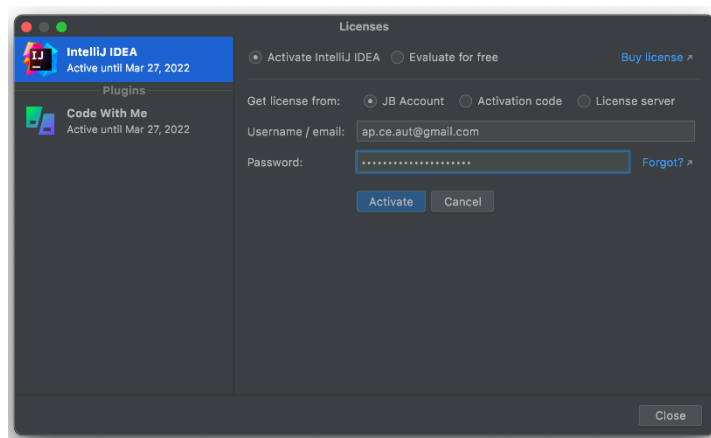 Licenses
IJ
IntelliJ IDEA
Active until Mar 27, 2022
Plugins
Code With Me
Active until Mar 27, 2022
Activate IntelliJ IDEA Evaluate for free Buy license ↗
Get license from: JB Account Activation code License server
Username / email: ap.ce.aut@gmail.com
Password: •••••••••••••••••••••
Forgot? ↗
Activate Cancel
Close